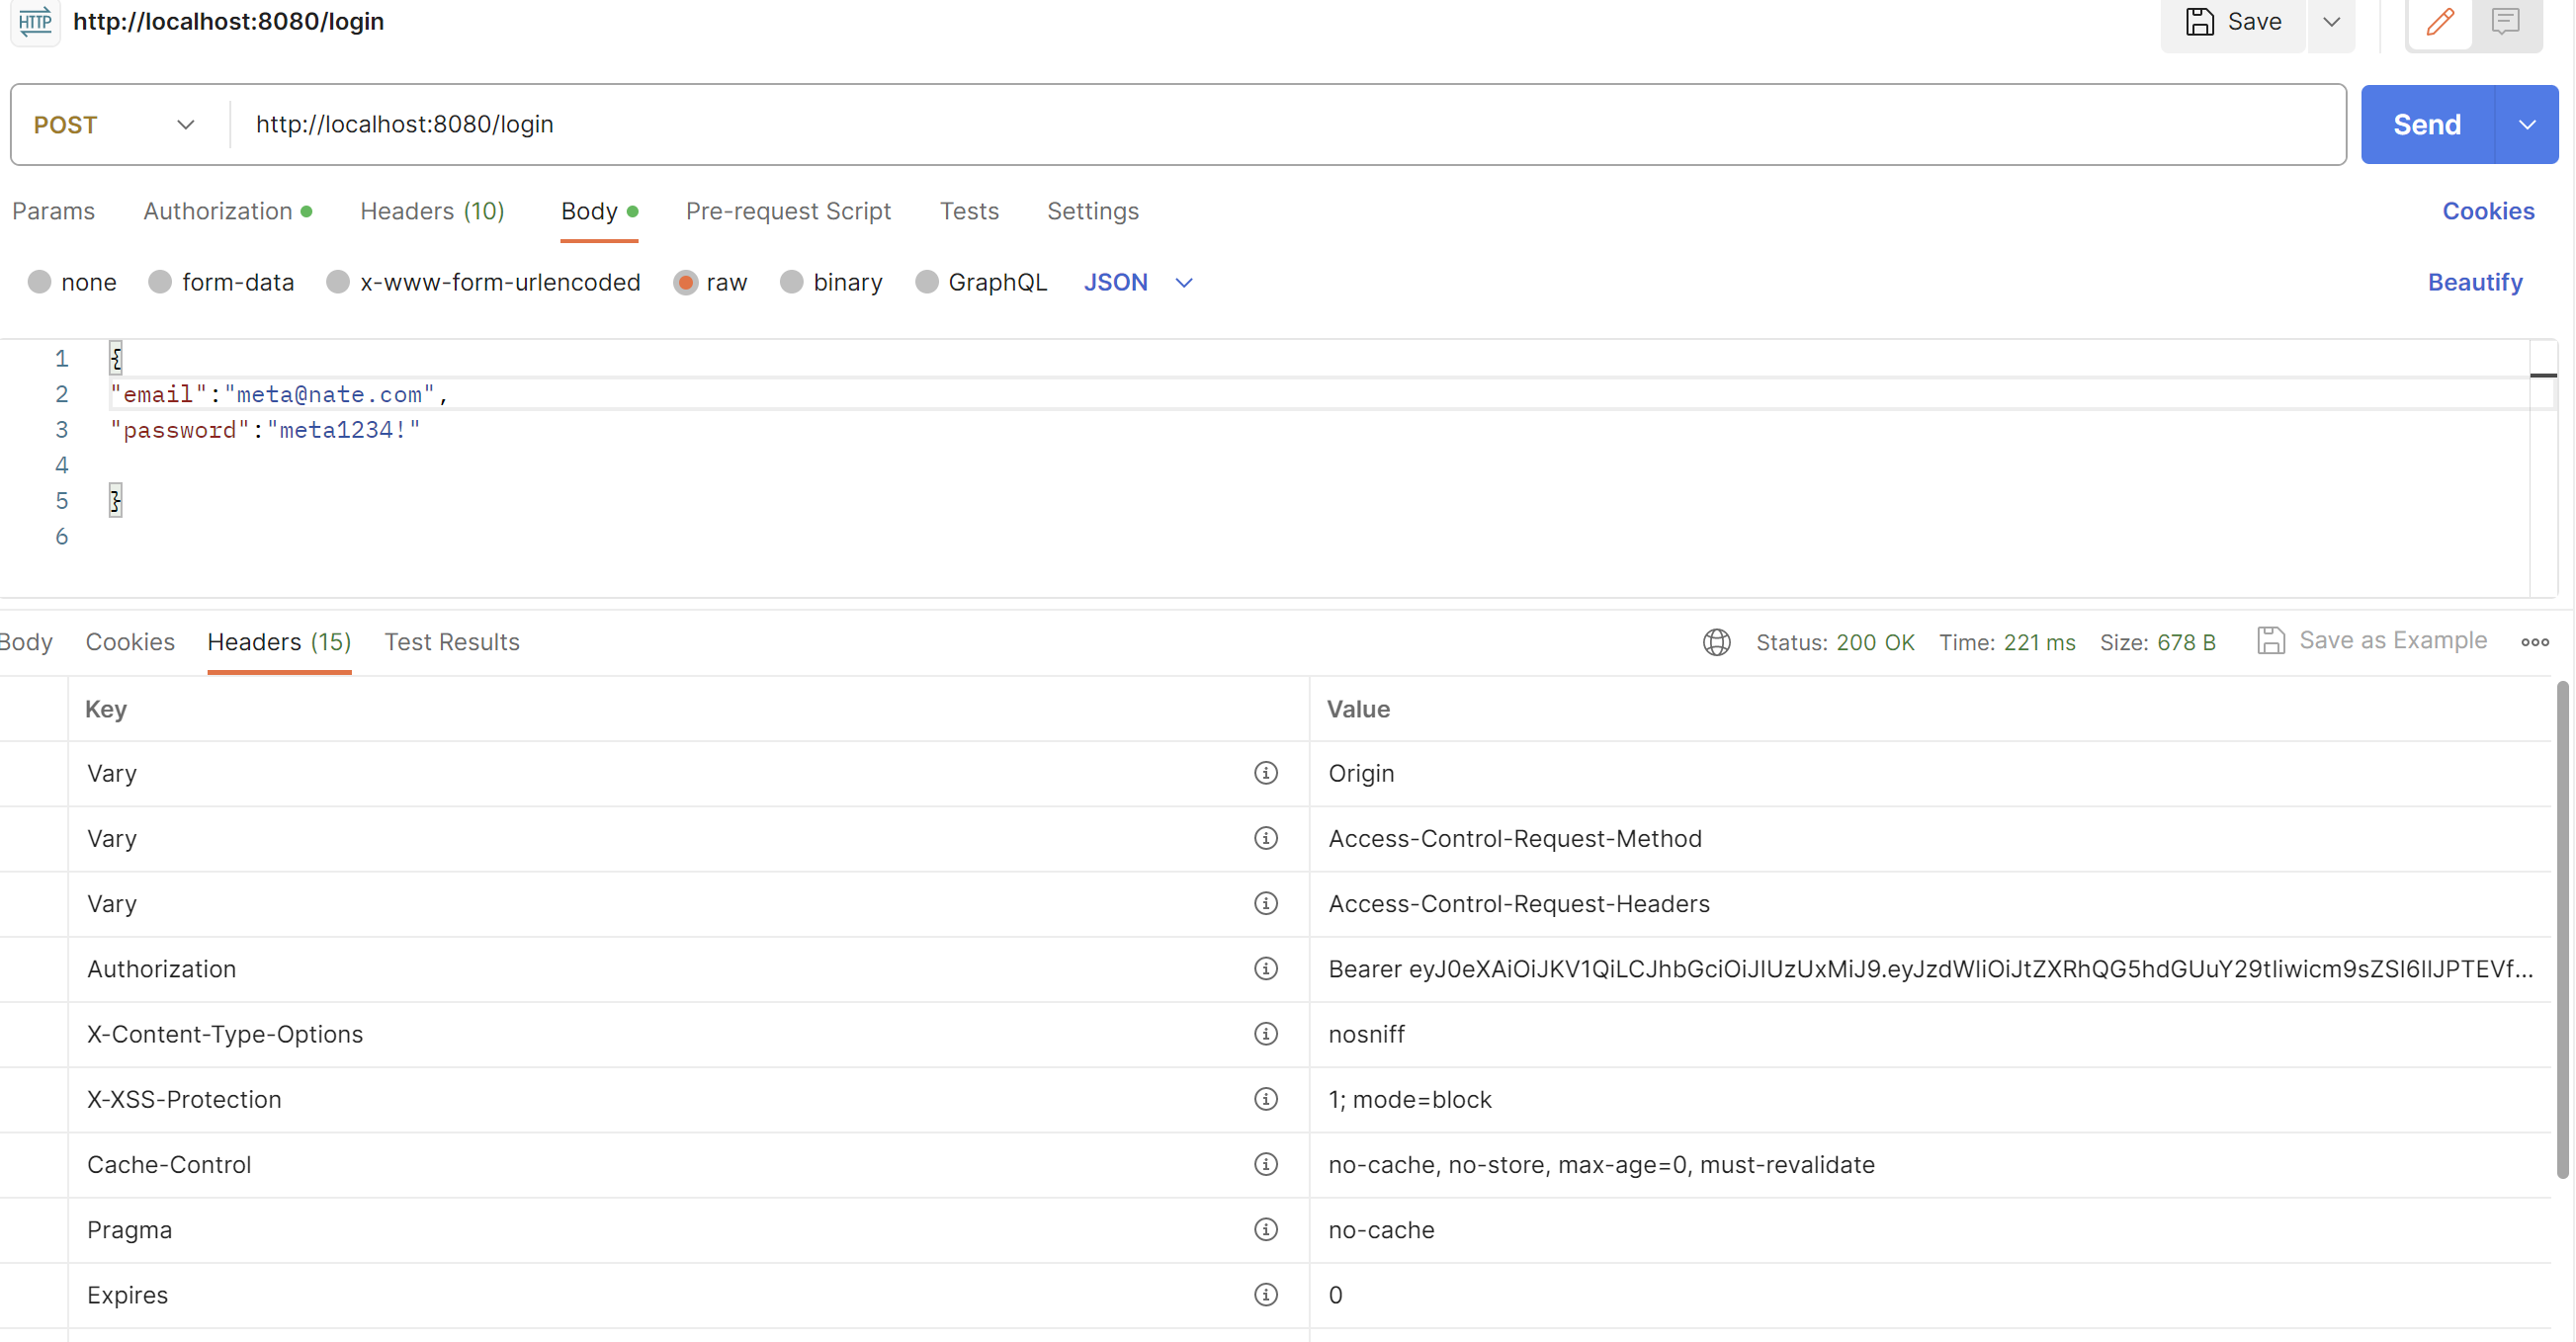 HTTP http://localhost:8080/login Save
POST http://localhost:8080/login Send
Params Authorization Headers (10) Body Pre-request Script Tests Settings Cookies
none form-data x-www-form-urlencoded raw binary GraphQL JSON Beautify
1 {
2 "email":"meta@nate.com",
3 "password":"meta1234!"
4
5 }
6
Body Cookies Headers (15) Test Results Status: 200 OK Time: 221 ms Size: 678 B Save as Example
Key Value
Vary Origin
Vary Access-Control-Request-Method
Vary Access-Control-Request-Headers
Authorization Bearer eyJ0eXAiOiJKV1QiLCJhbGciOiJIUzUxMiJ9.eyJzdWIiOiJtZXRhQG5hdGUuY29tIiwicm9sZSI6IlJPTEVf...
X-Content-Type-Options nosniff
X-XSS-Protection 1; mode=block
Cache-Control no-cache, no-store, max-age=0, must-revalidate
Pragma no-cache
Expires 0